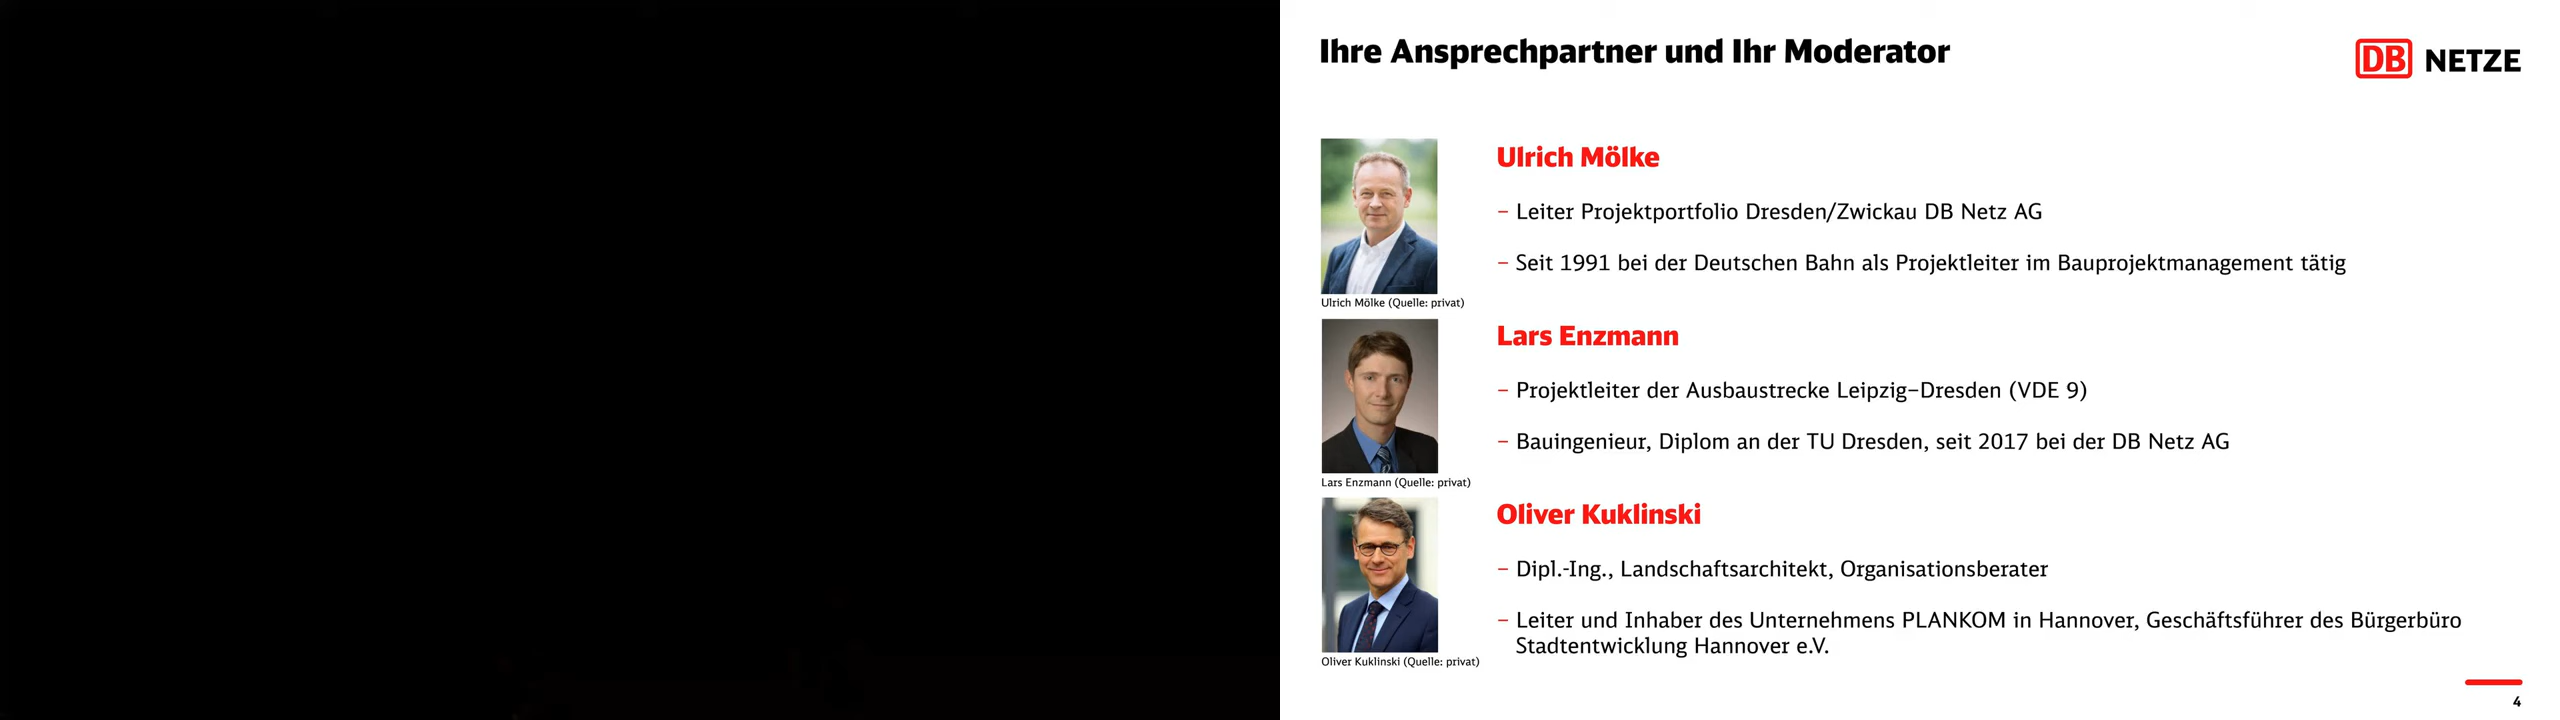 Ihre Ansprechpartner und Ihr Moderator
DB NETZE
Ulrich Mölke
– Leiter Projektportfolio Dresden/Zwickau DB Netz AG
– Seit 1991 bei der Deutschen Bahn als Projektleiter im Bauprojektmanagement tätig
Ulrich Mölke (Quelle: privat)
Lars Enzmann
– Projektleiter der Ausbaustrecke Leipzig–Dresden (VDE 9)
– Bauingenieur, Diplom an der TU Dresden, seit 2017 bei der DB Netz AG
Lars Enzmann (Quelle: privat)
Oliver Kuklinski
– Dipl.-Ing., Landschaftsarchitekt, Organisationsberater
– Leiter und Inhaber des Unternehmens PLANKOM in Hannover, Geschäftsführer des Bürgerbüro
Stadtentwicklung Hannover e.V.
Oliver Kuklinski (Quelle: privat)
4